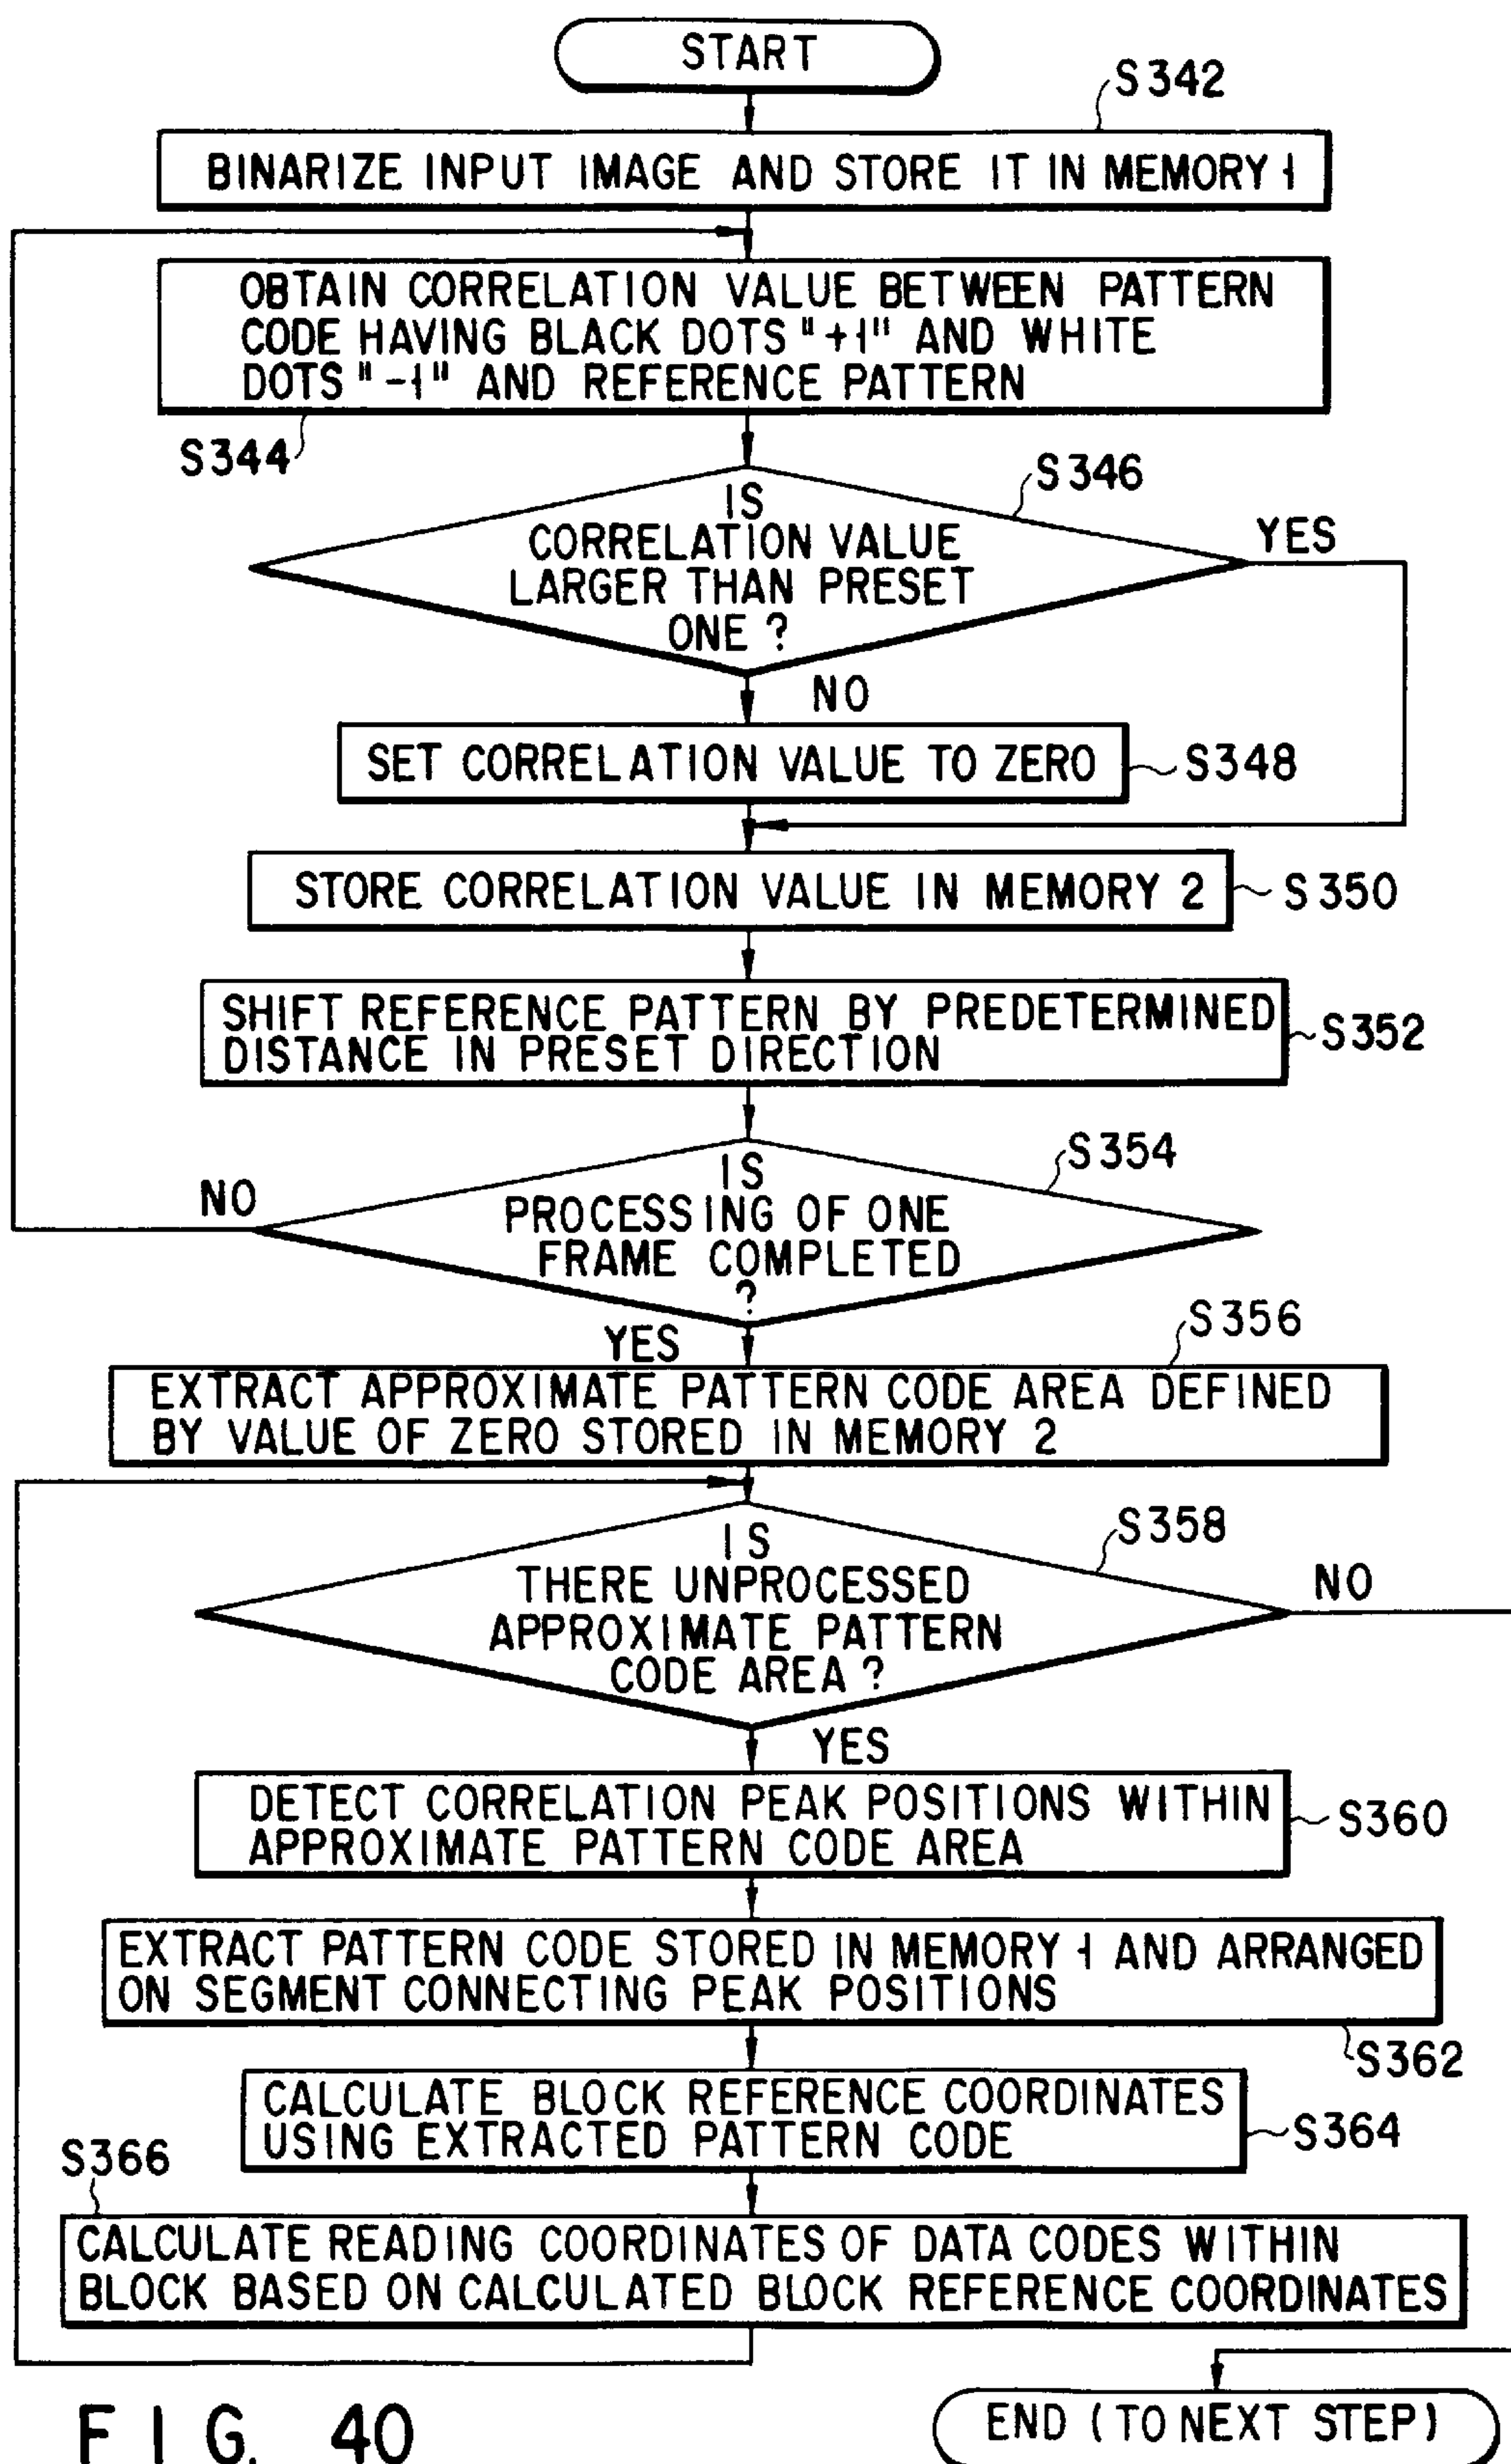 START
S342
BINARIZE INPUT IMAGE AND STORE IT IN MEMORY 1
OBTAIN CORRELATION VALUE BETWEEN PATTERN
CODE HAVING BLACK DOTS "+1" AND WHITE
DOTS "-1" AND REFERENCE PATTERN
S344
S346
IS
CORRELATION VALUE
LARGER THAN PRESET
ONE ?
YES
NO
SET CORRELATION VALUE TO ZERO
S348
STORE CORRELATION VALUE IN MEMORY 2
S350
SHIFT REFERENCE PATTERN BY PREDETERMINED
DISTANCE IN PRESET DIRECTION
S352
S354
NO
IS
PROCESSING OF ONE
FRAME COMPLETED
?
YES
S356
EXTRACT APPROXIMATE PATTERN CODE AREA DEFINED
BY VALUE OF ZERO STORED IN MEMORY 2
S358
IS
THERE UNPROCESSED
APPROXIMATE PATTERN
CODE AREA ?
NO
YES
DETECT CORRELATION PEAK POSITIONS WITHIN
APPROXIMATE PATTERN CODE AREA
S360
EXTRACT PATTERN CODE STORED IN MEMORY 1 AND ARRANGED
ON SEGMENT CONNECTING PEAK POSITIONS
S362
CALCULATE BLOCK REFERENCE COORDINATES
USING EXTRACTED PATTERN CODE
S364
S366
CALCULATE READING COORDINATES OF DATA CODES WITHIN
BLOCK BASED ON CALCULATED BLOCK REFERENCE COORDINATES
END (TO NEXT STEP)
FIG. 40